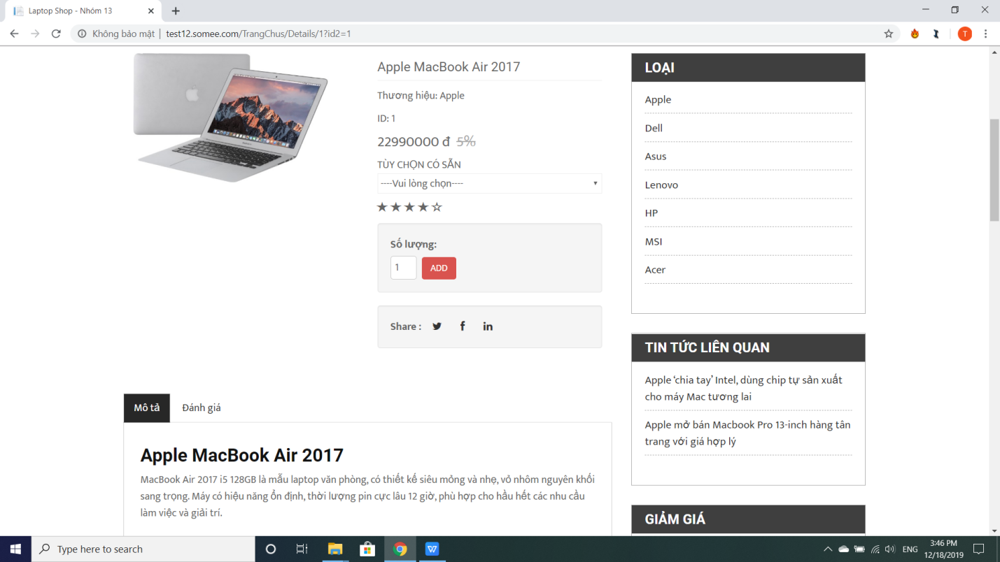 Laptop Shop - Nhóm 13
Không bảo mật | test12.somee.com/TrangChus/Details/1?id2=1
T
Apple MacBook Air 2017
Thương hiệu: Apple
ID: 1
22990000 đ 5%
TÙY CHỌN CÓ SẴN
----Vui lòng chọn----
Số lượng:
1 ADD
Share :
LOẠI
Apple
Dell
Asus
Lenovo
HP
MSI
Acer
TIN TỨC LIÊN QUAN
Apple ‘chia tay’ Intel, dùng chip tự sản xuất
cho máy Mac tương lai
Apple mở bán Macbook Pro 13-inch hàng tân
trang với giá hợp lý
GIẢM GIÁ
Mô tả Đánh giá
Apple MacBook Air 2017
MacBook Air 2017 i5 128GB là mẫu laptop văn phòng, có thiết kế siêu mỏng và nhẹ, vỏ nhôm nguyên khối
sang trọng. Máy có hiệu năng ổn định, thời lượng pin cực lâu 12 giờ, phù hợp cho hầu hết các nhu cầu
làm việc và giải trí.
Type here to search
ENG
3:46 PM
12/18/2019